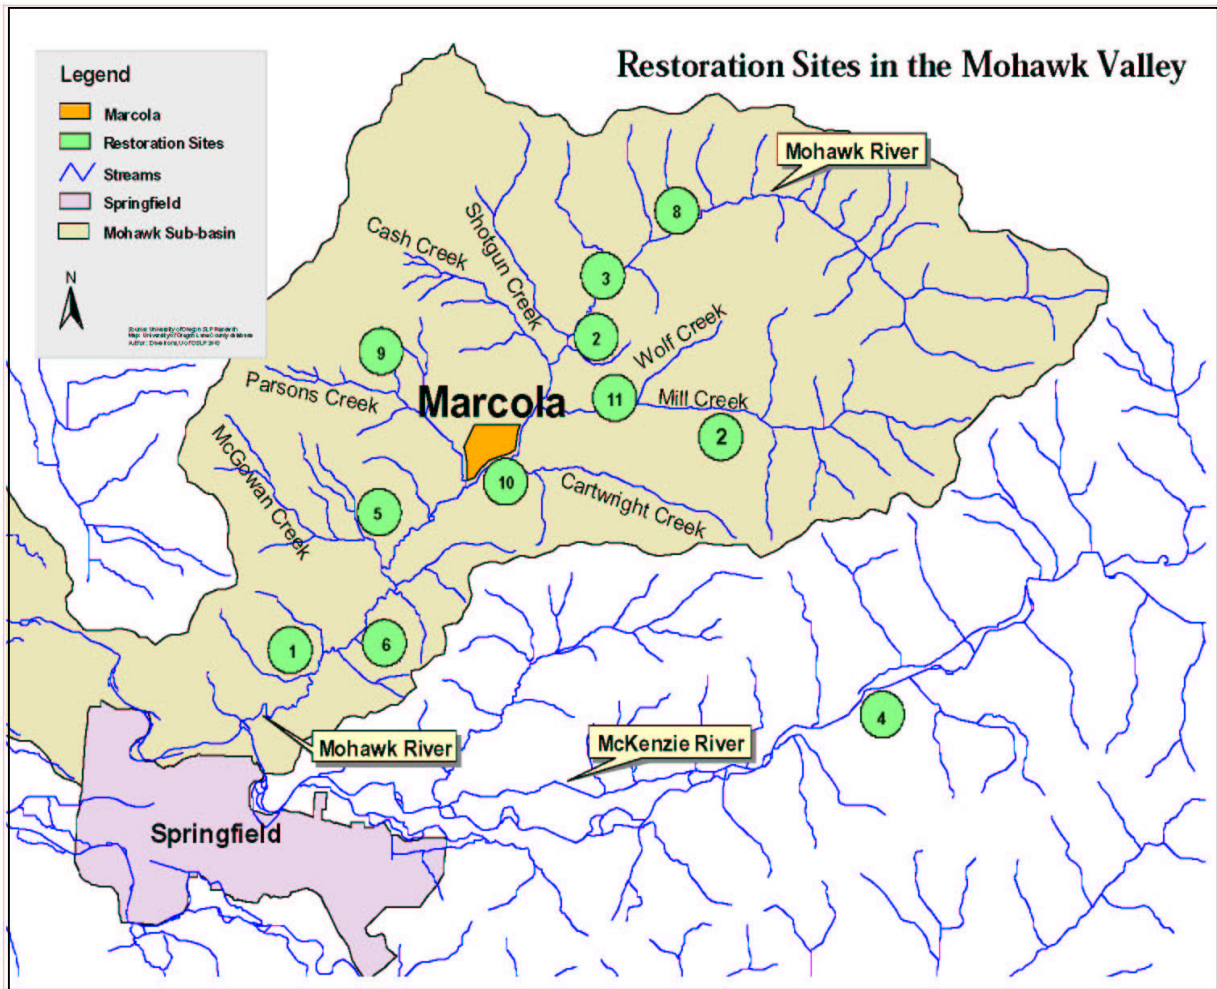 Restoration Sites in the Mohawk Valley
Legend
Marcola
Restoration Sites
Streams
Springfield
Mohawk Sub-basin
N
Mohawk River
8
Cash Creek
Shotgun Creek
3
2
Wolf Creek
9
Parsons Creek
Marcola
11
Mill Creek
2
McGowan Creek
10
Cartwright Creek
5
1
6
4
Mohawk River
McKenzie River
Springfield